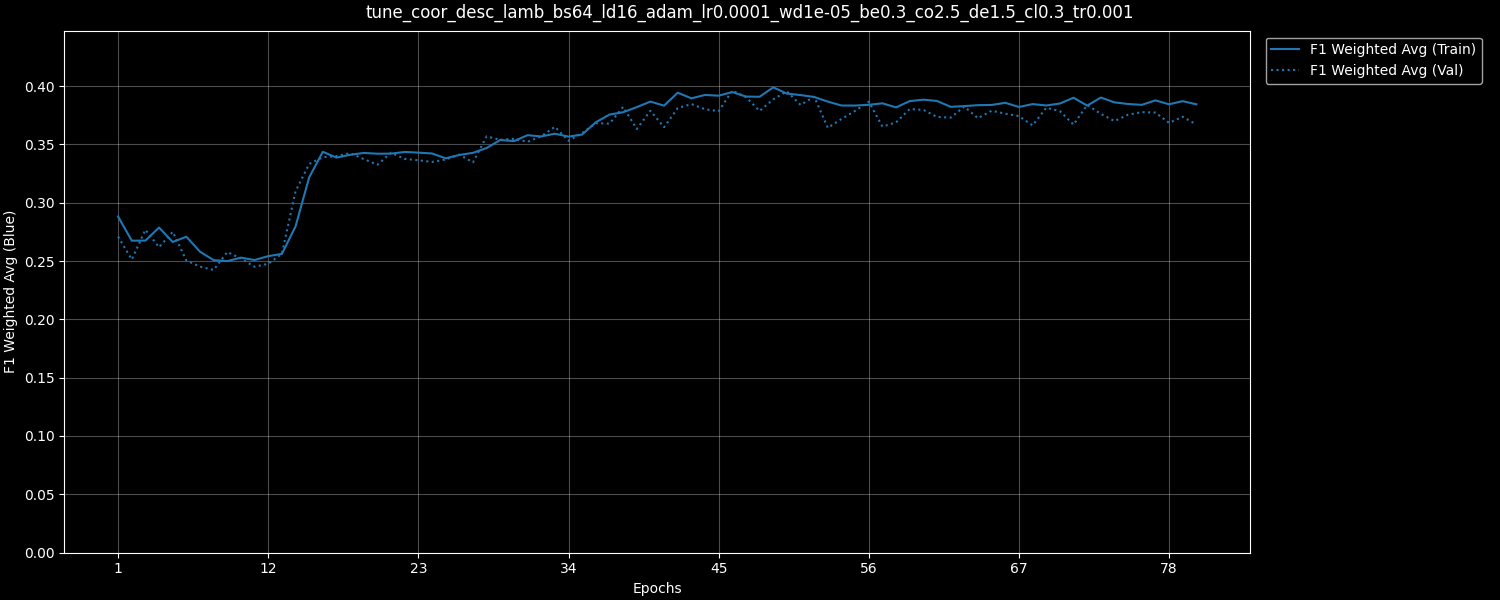 tune_coor_desc_lamb_bs64_ld16_adam_lr0.0001_wd1e-05_be0.3_co2.5_de1.5_cl0.3_tr0.001
F1 Weighted Avg (Train)
F1 Weighted Avg (Val)
F1 Weighted Avg (Blue)
0.40
0.35
0.30
0.25
0.20
0.15
0.10
0.05
0.00
1 12 23 34 45 56 67 78
Epochs